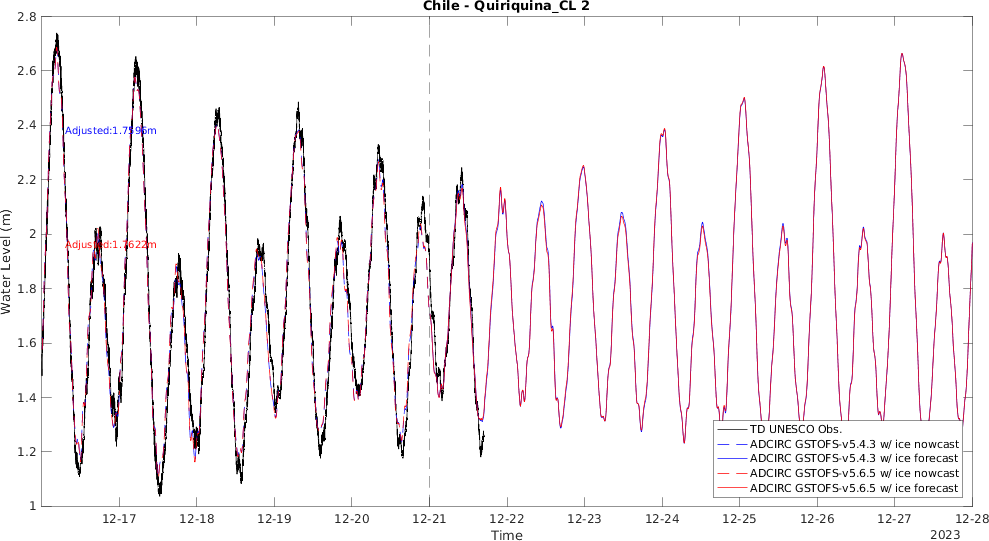 Chile - Quiriquina_CL 2
2.8
2.6
2.4
2.2
2
1.8
1.6
1.4
1.2
1
Water Level (m)
Adjusted:1.7596m
Adjusted:1.7622m
TD UNESCO Obs.
ADCIRC GSTOFS-v5.4.3 w/ ice nowcast
ADCIRC GSTOFS-v5.4.3 w/ ice forecast
ADCIRC GSTOFS-v5.6.5 w/ ice nowcast
ADCIRC GSTOFS-v5.6.5 w/ ice forecast
12-17 12-18 12-19 12-20 12-21 12-22 12-23 12-24 12-25 12-26 12-27 12-28
Time
2023